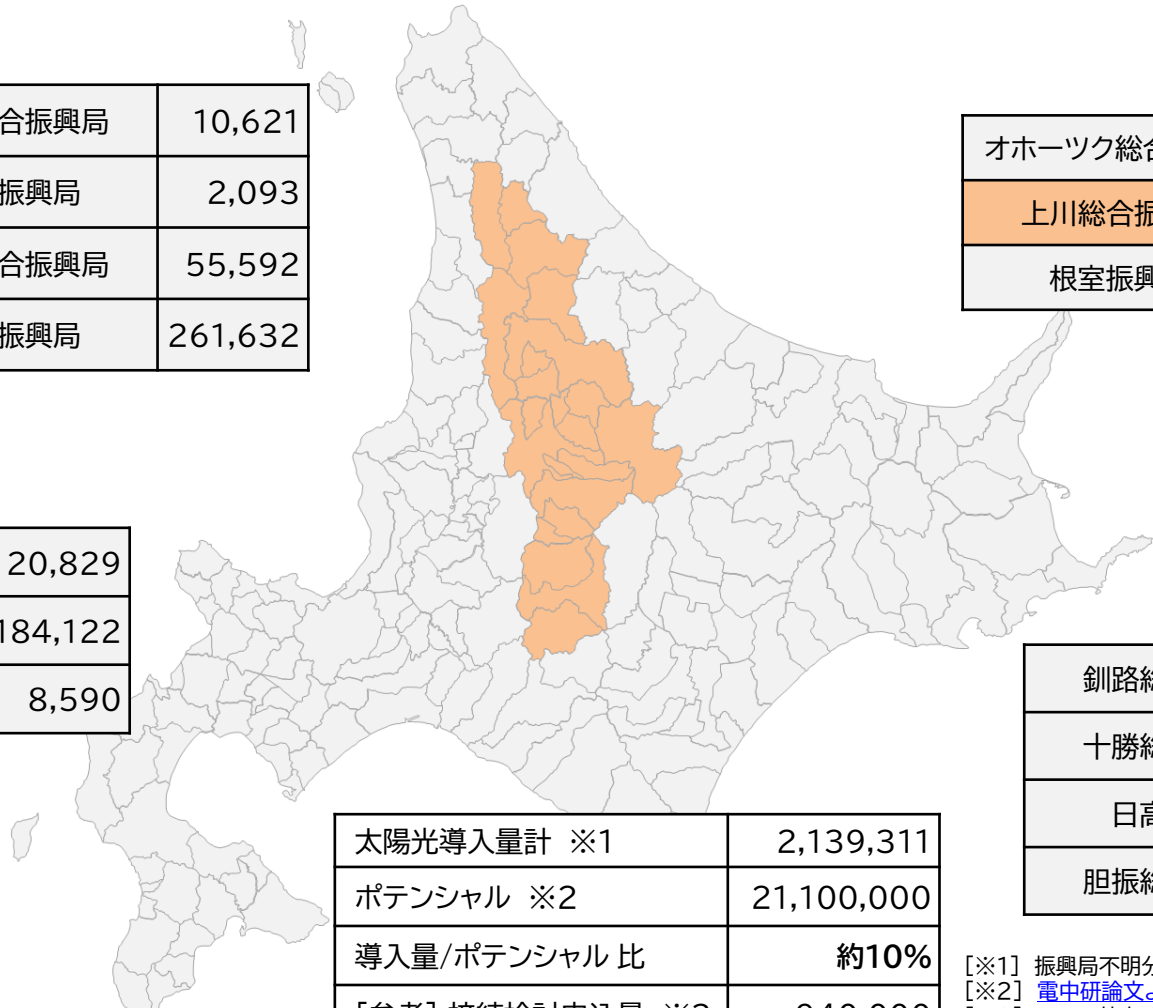 合振興局 10,621
振興局 2,093
合振興局 55,592
振興局 261,632
オホーツク総合
上川総合振
根室振興
20,829
184,122
8,590
釧路総
十勝総
日高
胆振総
太陽光導入量計 ※1 2,139,311
ポテンシャル ※2 21,100,000
導入量/ポテンシャル 比 約10%
[※1] 振興局不明分
[※2] 電中研論文よ